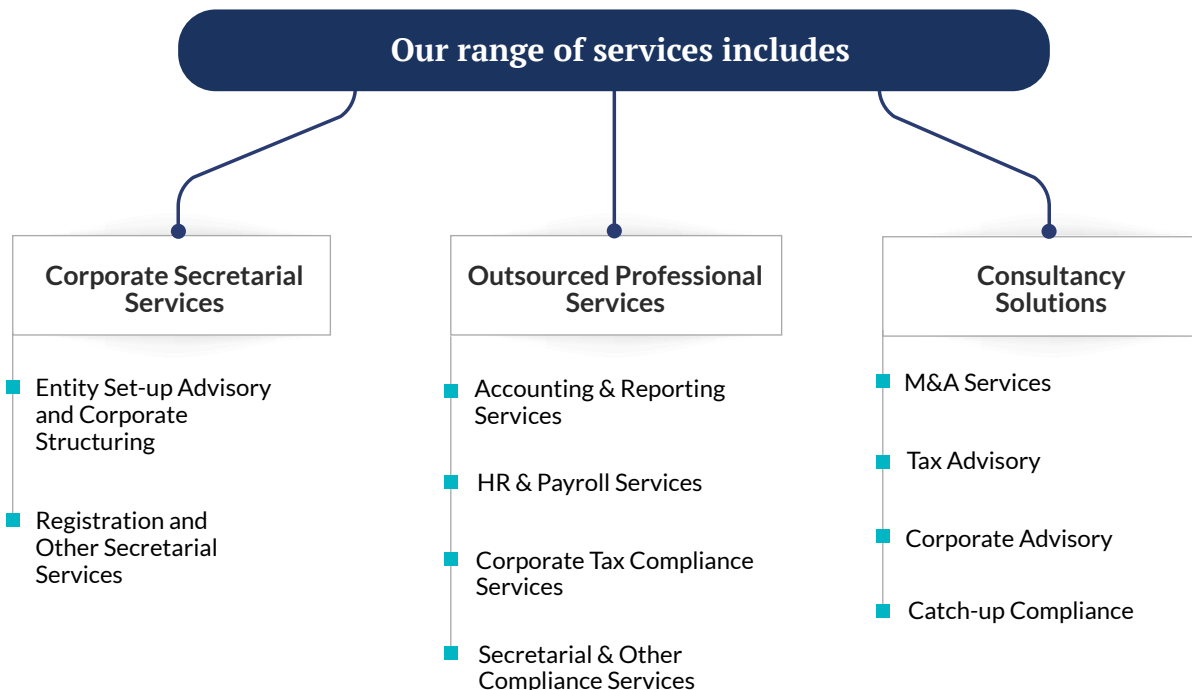 Our range of services includes
Corporate Secretarial
Services
Entity Set-up Advisory
and Corporate
Structuring
Registration and
Other Secretarial
Services
Outsourced Professional
Services
Accounting & Reporting
Services
HR & Payroll Services
Corporate Tax Compliance
Services
Secretarial & Other
Compliance Services
Consultancy
Solutions
M&A Services
Tax Advisory
Corporate Advisory
Catch-up Compliance